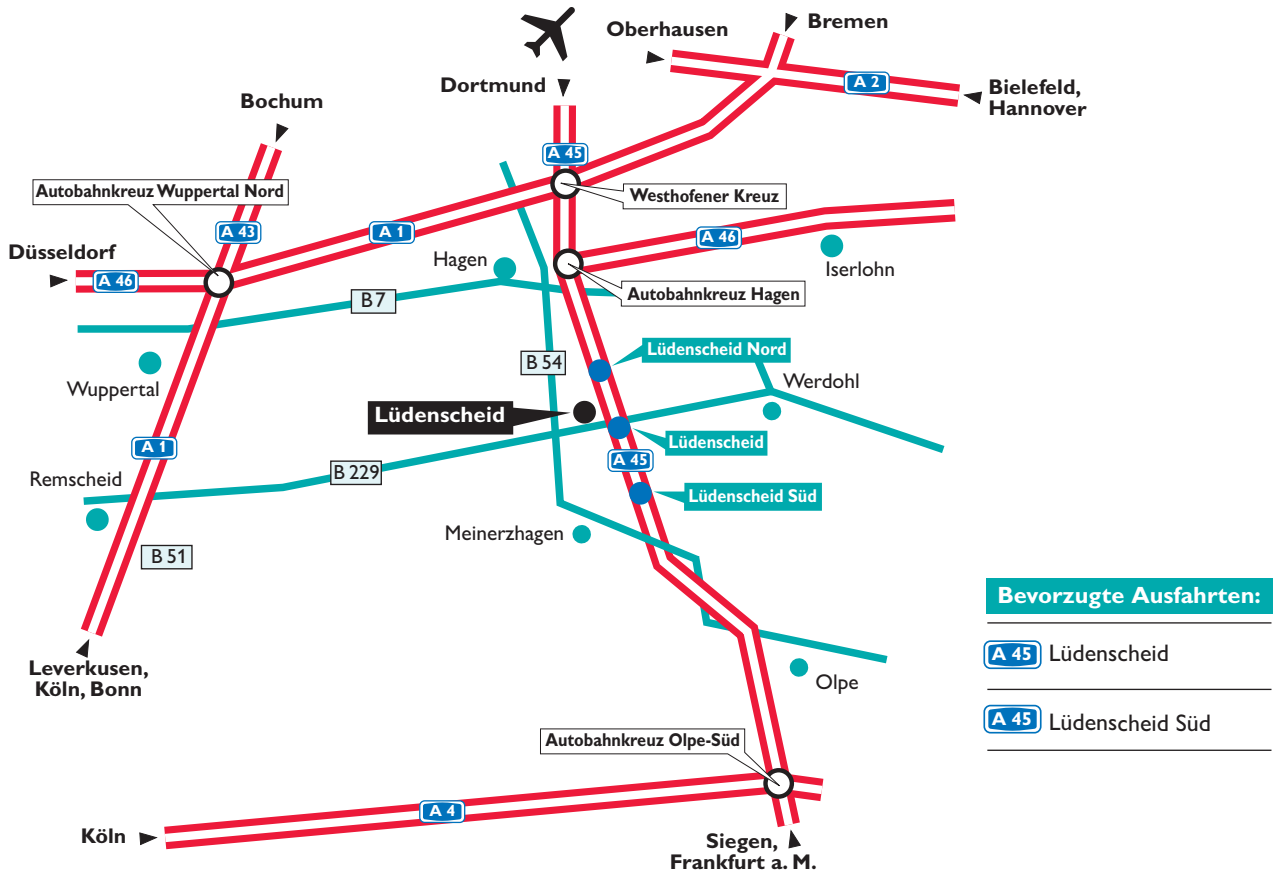 Bremen
Oberhausen
A 2
Dortmund
Bielefeld,
Hannover
Bochum
A 45
Autobahnkreuz Wuppertal Nord
Westhofener Kreuz
A 43
A 1
A 46
Düsseldorf
A 46
Hagen
Iserlohn
Autobahnkreuz Hagen
B 7
Lüdenscheid Nord
B 54
Werdohl
Wuppertal
Lüdenscheid
Lüdenscheid
A 1
A 45
B 229
Remscheid
Lüdenscheid Süd
Meinerzhagen
B 51
Bevorzugte Ausfahrten:
A 45 Lüdenscheid
A 45 Lüdenscheid Süd
Leverkusen,
Köln, Bonn
Olpe
Autobahnkreuz Olpe-Süd
A 4
Köln
Siegen,
Frankfurt a. M.